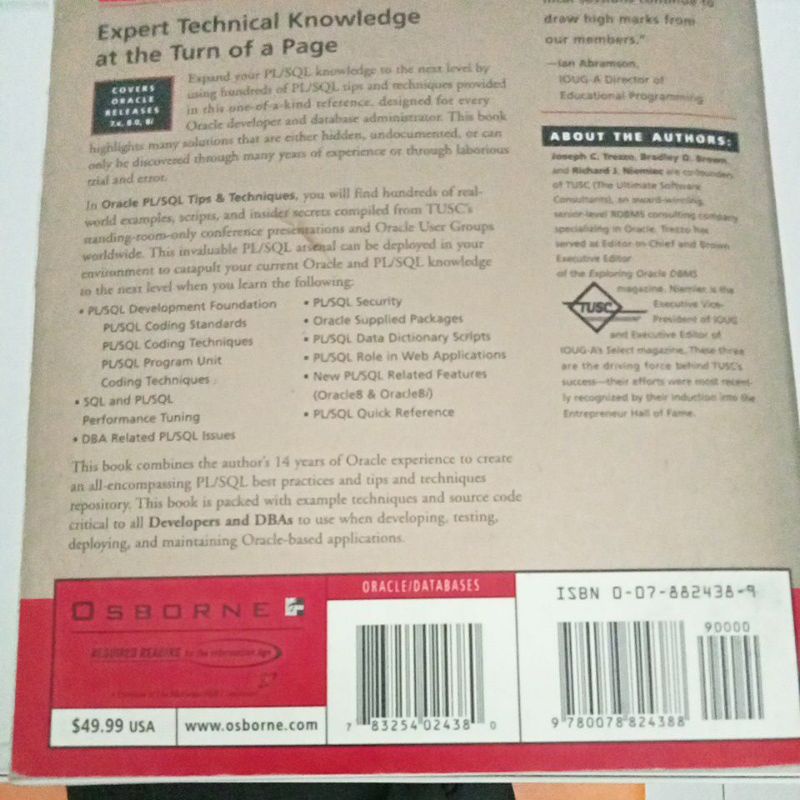 Expert Technical Knowledge
at the Turn of a Page
COVERS
ORACLE
RELEASES
7.x, 8.0, 8i
Expand your PL/SQL knowledge to the next level by
using hundreds of PL/SQL tips and techniques provided
in this one-of-a-kind reference, designed for every
Oracle developer and database administrator. This book
highlights many solutions that are either hidden, undocumented, or can
only be discovered through many years of experience or through laborious
trial and error.
In Oracle PL/SQL Tips & Techniques, you will find hundreds of real-
world examples, scripts, and insider secrets compiled from TUSC's
standing-room-only conference presentations and Oracle User Groups
worldwide. This invaluable PL/SQL arsenal can be deployed in your
environment to catapult your current Oracle and PL/SQL knowledge
to the next level when you learn the following:
• PL/SQL Development Foundation
PL/SQL Coding Standards
PL/SQL Coding Techniques
PL/SQL Program Unit
Coding Techniques
• SQL and PL/SQL
Performance Tuning
• DBA Related PL/SQL Issues
• PL/SQL Security
• Oracle Supplied Packages
• PL/SQL Data Dictionary Scripts
• PL/SQL Role in Web Applications
• New PL/SQL Related Features
(Oracle8 & Oracle8i)
• PL/SQL Quick Reference
This book combines the author's 14 years of Oracle experience to create
an all-encompassing PL/SQL best practices and tips and techniques
repository. This book is packed with example techniques and source code
critical to all Developers and DBAs to use when developing, testing,
deploying, and maintaining Oracle-based applications.
draw high marks from
our members."
—Ian Abramson,
IOUG-A Director of
Educational Programming
ABOUT THE AUTHORS:
Joseph C. Trezzo, Bradley D. Brown,
and Richard J. Niemiec are co-founders
of TUSC (The Ultimate Software
Consultants), an award-winning,
senior-level RDBMS consulting company
specializing in Oracle. Trezzo has
served as Editor-in-Chief and Brown
Executive Editor
of the Exploring Oracle DBMS
magazine. Niemiec is the
Executive Vice-
President of IOUG
and Executive Editor of
IOUG-A's Select magazine. These three
are the driving force behind TUSC's
success—their efforts were most recent-
ly recognized by their induction into the
Entrepreneur Hall of Fame.
TUSC
OSBORNE
REQUIRED READING for the Information Age
$49.99 USA
www.osborne.com
ORACLE/DATABASES
7 83254 02438 0
ISBN 0-07-882438-9
90000
9 780078 824388